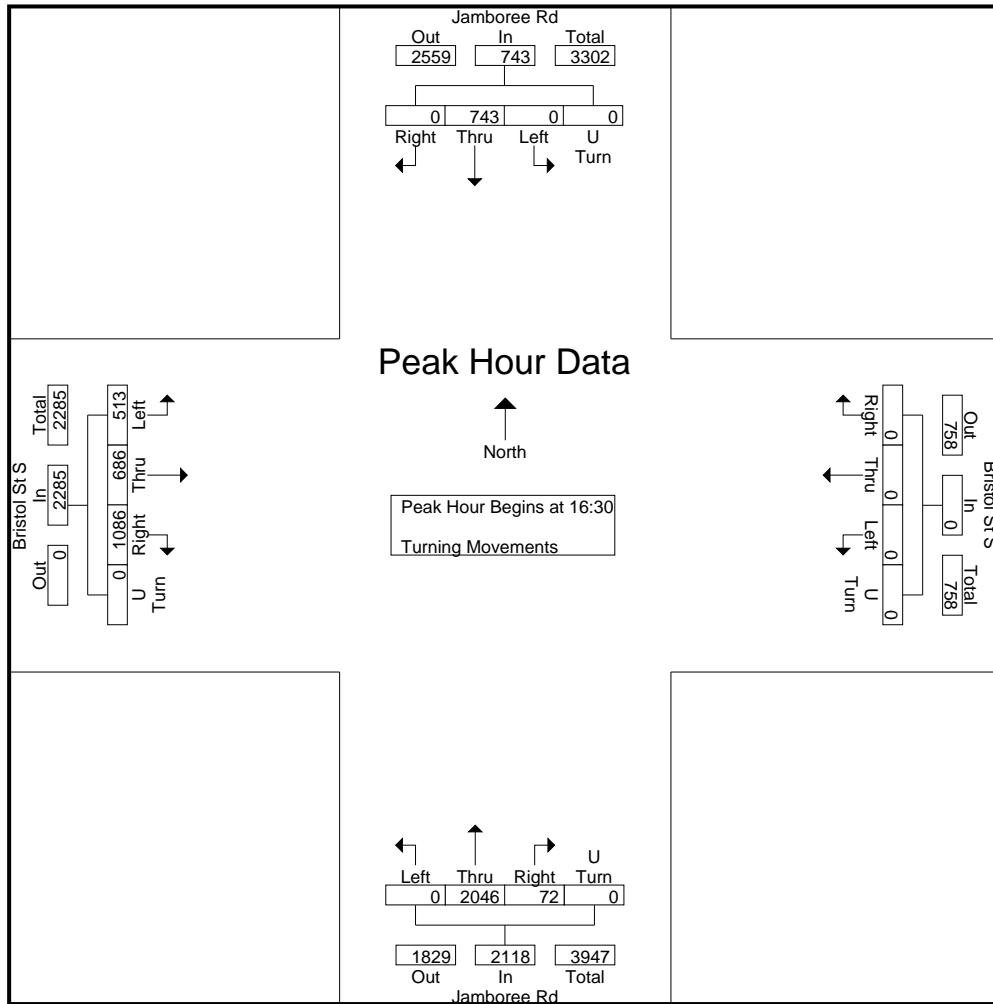 Jamboree Rd
Out In Total
2559 743 3302
0 743 0 0
Right Thru Left U
Turn
Peak Hour Data
North
Peak Hour Begins at 16:30
Turning Movements
Bristol St S
Total In Out
2285 2285 0
513 686 1086 0
Left Thru Right U
Turn
Bristol St S
Out In Total
758 0 758
0 0 0 0
Right Thru Left U
Turn
U
Left Thru Right Turn
0 2046 72 0
1829 2118 3947
Out In Total
Jamboree Rd